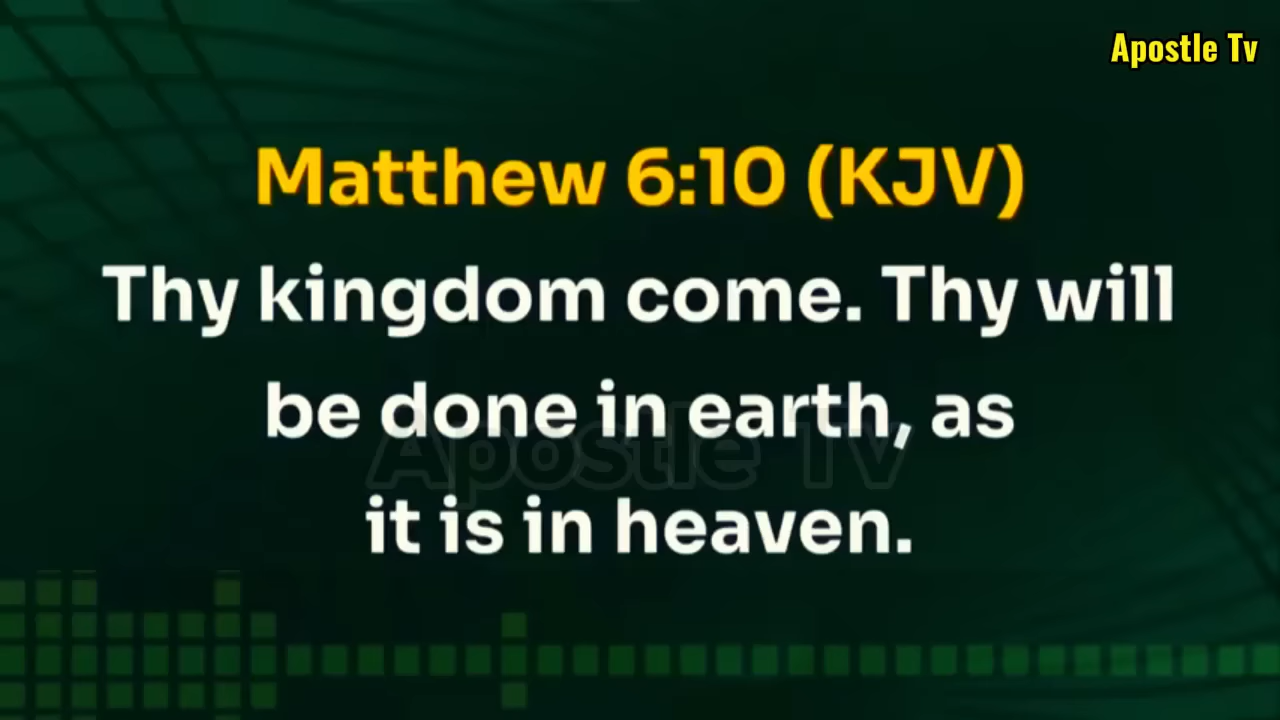 Apostle Tv
Matthew 6:10 (KJV)
Thy kingdom come. Thy will
be done in earth, as
Apostle Tv
it is in heaven.